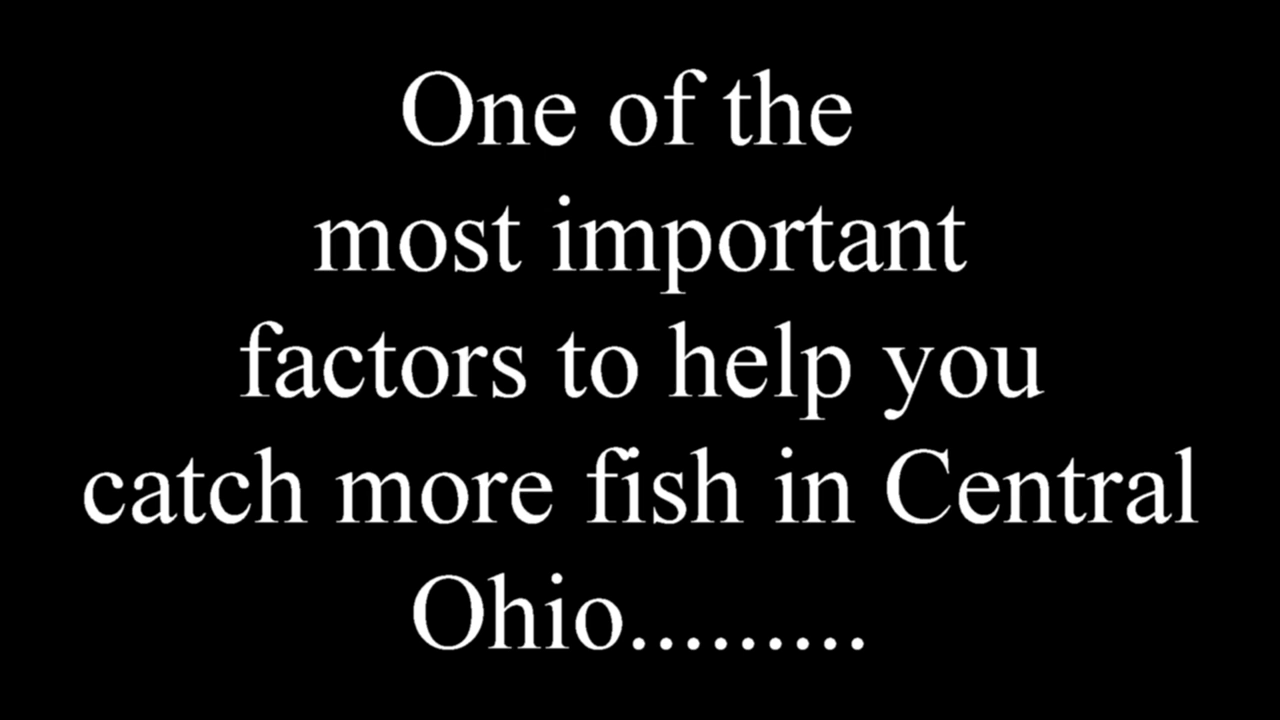 One of the
most important
factors to help you
catch more fish in Central
Ohio.........